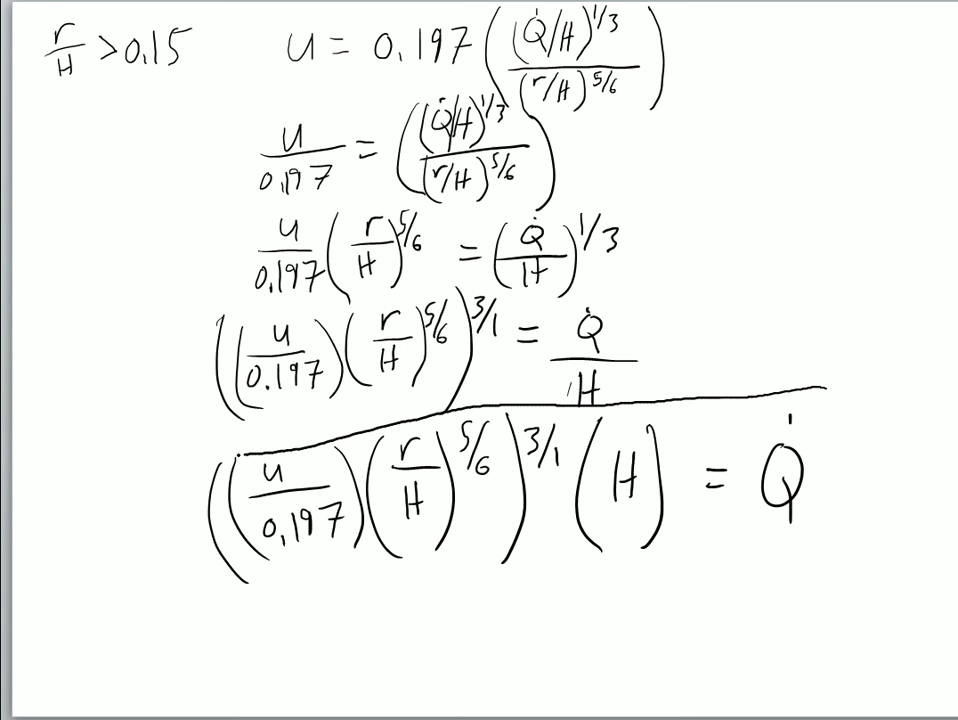 r/H > 0.15 u = 0.197 ((Q̇/H)^1/3 / (r/H)^5/6)
u/0.197 = ((Q̇/H)^1/3 / (r/H)^5/6)
u/0.197 (r/H)^5/6 = (Q̇/H)^1/3
((u/0.197)(r/H)^5/6)^3/1 = Q̇/H
((u/0.197)(r/H)^5/6)^3/1 (H) = Q̇